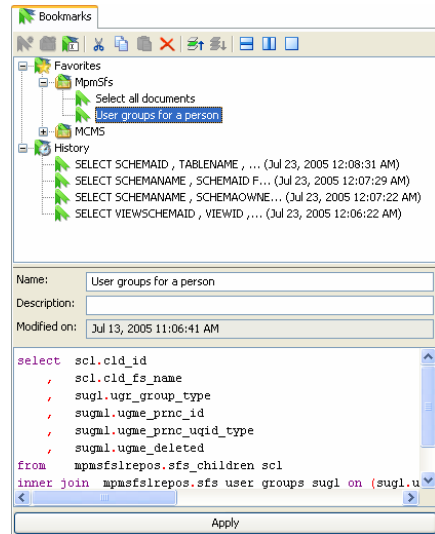 Bookmarks
Favorites
MpmSfs
Select all documents
User groups for a person
MCMS
History
SELECT SCHEMAID , TABLENAME , ... (Jul 23, 2005 12:08:31 AM)
SELECT SCHEMANAME , SCHEMAID F... (Jul 23, 2005 12:07:29 AM)
SELECT SCHEMANAME , SCHEMAOWNE... (Jul 23, 2005 12:07:22 AM)
SELECT VIEWSCHEMAID , VIEWID ,... (Jul 23, 2005 12:06:22 AM)
Name: User groups for a person
Description:
Modified on: Jul 13, 2005 11:06:41 AM
select scl.cld_id
, scl.cld_fs_name
, sugl.ugr_group_type
, sugml.ugme_prnc_id
, sugml.ugme_prnc_uqid_type
, sugml.ugme_deleted
from mpmsfslrepos.sfs_children scl
inner join mpmsfslrepos.sfs user groups sugl on (sugl.u
Apply